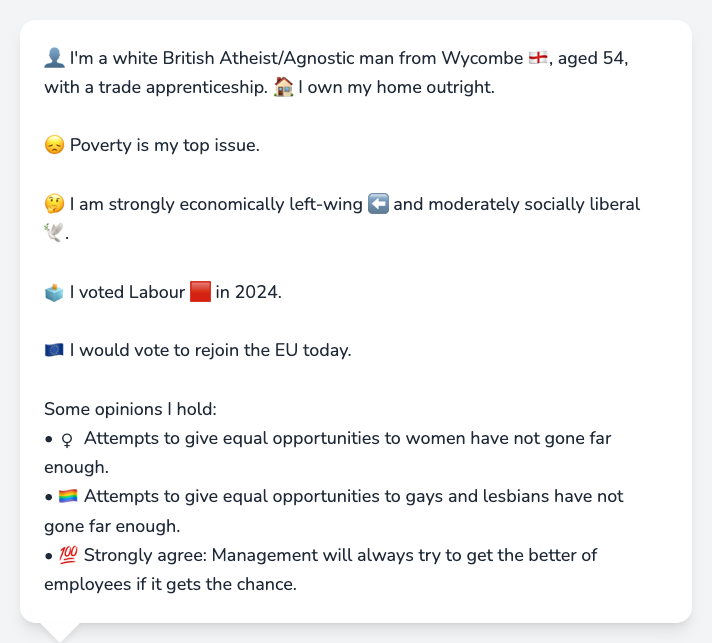 👤 I'm a white British Atheist/Agnostic man from Wycombe 🏴󠁧󠁢󠁥󠁮󠁧󠁿, aged 54,
with a trade apprenticeship. 🏠 I own my home outright.
😞 Poverty is my top issue.
🤔 I am strongly economically left-wing ⬅️ and moderately socially liberal
🕊️.
🗳️ I voted Labour 🟥 in 2024.
🇪🇺 I would vote to rejoin the EU today.
Some opinions I hold:
• ♀ Attempts to give equal opportunities to women have not gone far
enough.
• 🏳️‍🌈 Attempts to give equal opportunities to gays and lesbians have not
gone far enough.
• 💯 Strongly agree: Management will always try to get the better of
employees if it gets the chance.